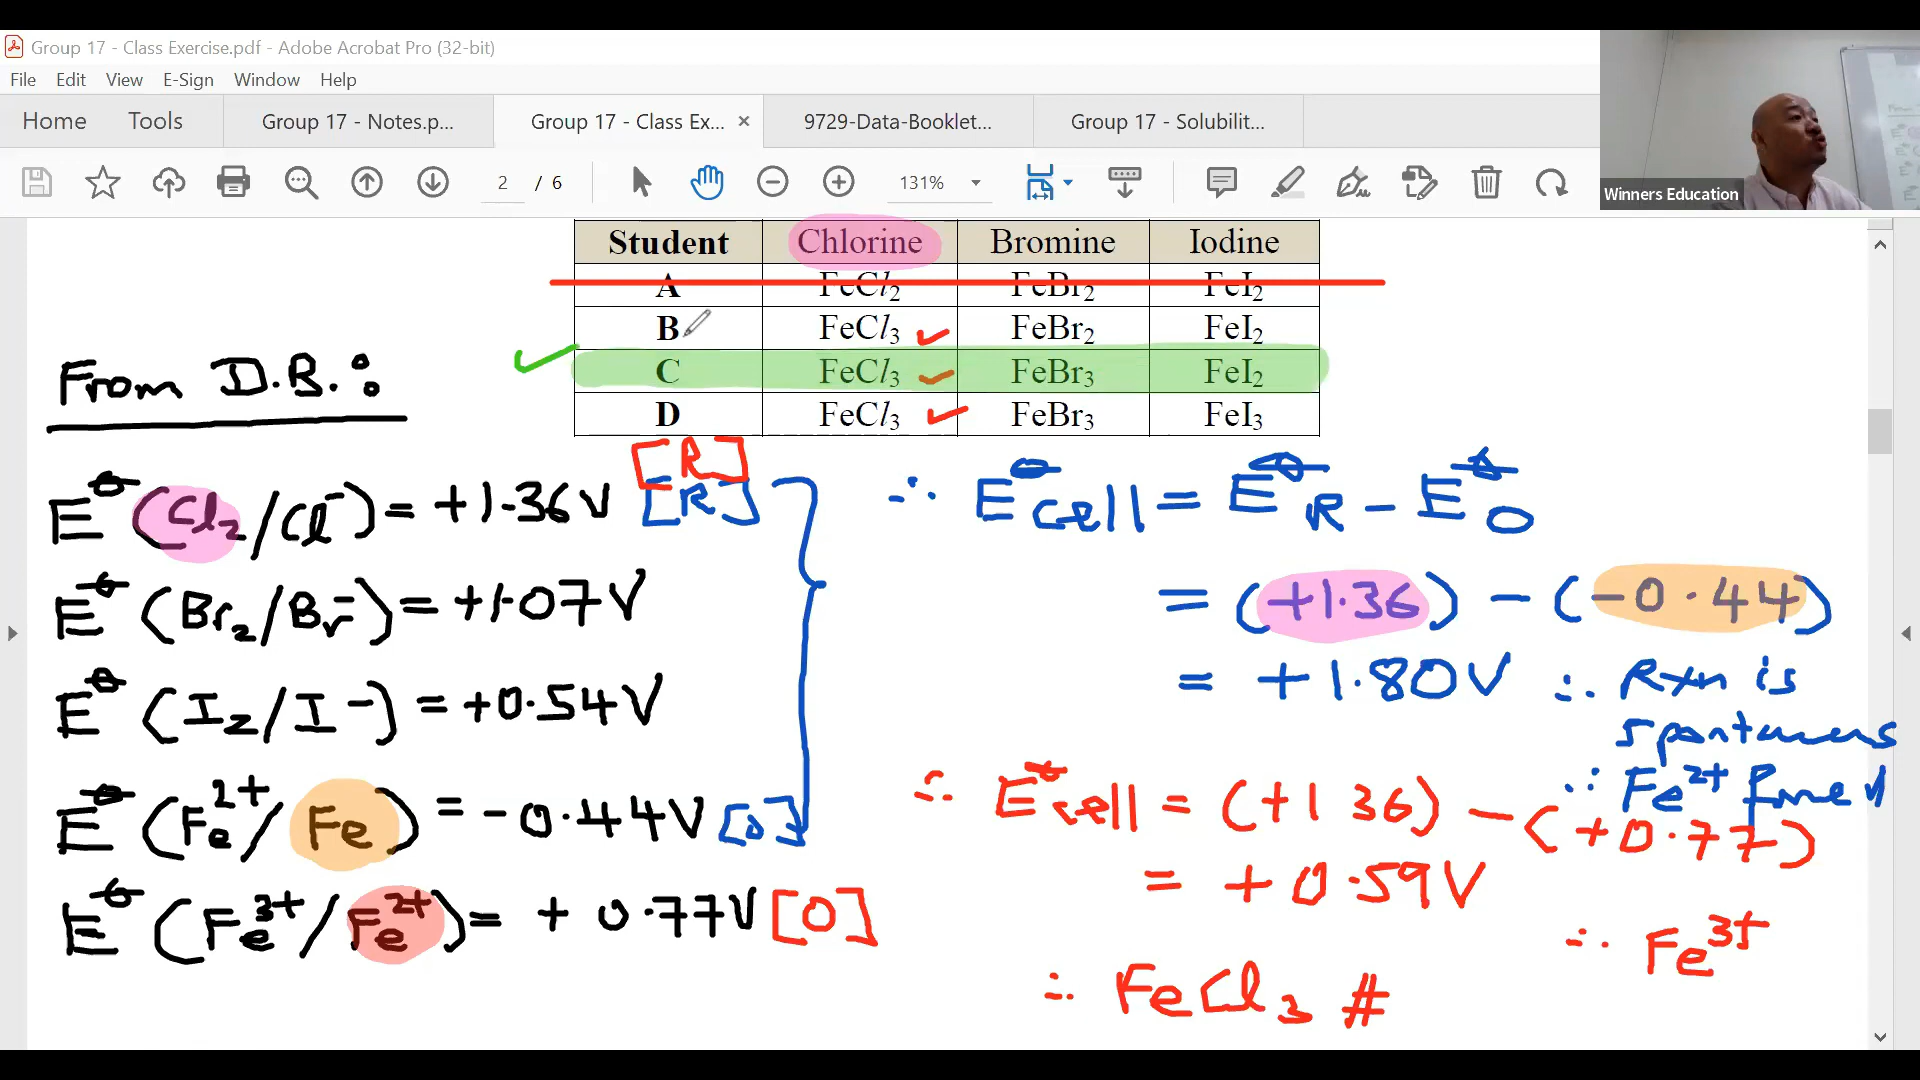 Group 17 - Class Exercise.pdf - Adobe Acrobat Pro (32-bit)
File Edit View E-Sign Window Help
Home Tools Group 17 - Notes.p... Group 17 - Class Ex... × 9729-Data-Booklet... Group 17 - Solubilit...
2 / 6 131%
Winners Education
Student Chlorine Bromine Iodine
A FeCl₂ FeBr₂ FeI₂
B FeCl₃ ✓ FeBr₂ FeI₂
✓ C FeCl₃ ✓ FeBr₃ FeI₂
D FeCl₃ ✓ FeBr₃ FeI₃
From D.B.:
E⦵(Cl₂/Cl⁻) = +1.36V [R] [R]
E⦵(Br₂/Br⁻) = +1.07V
E⦵(I₂/I⁻) = +0.54V
E⦵(Fe²⁺/Fe) = -0.44V [O]
E⦵(Fe³⁺/Fe²⁺) = +0.77V [O]
∴ E⦵cell = E⦵R - E⦵O
= (+1.36) - (-0.44)
= +1.80V ∴ Rxn is
spontaneous
∴ Fe²⁺ formed
∴ E⦵cell = (+1.36) - (+0.77)
= +0.59V
∴ Fe³⁺
∴ FeCl₃ #